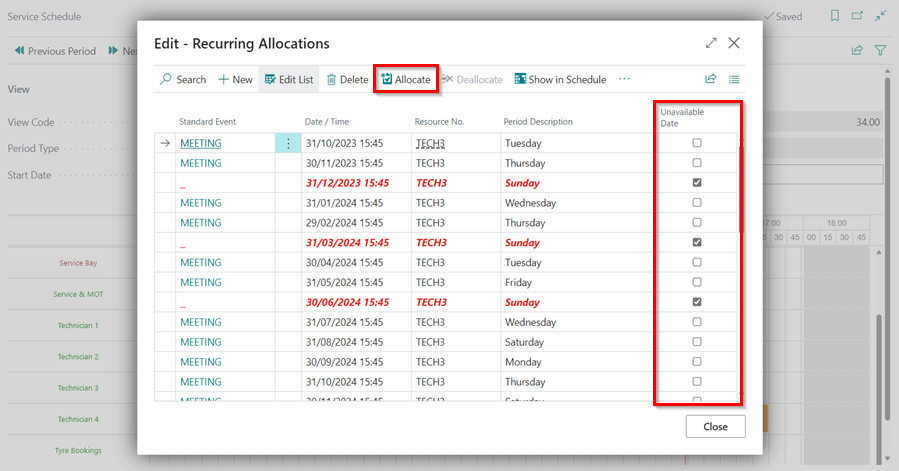 Service Schedule
Saved
Previous Period
Edit - Recurring Allocations
Search New Edit List Delete Allocate Deallocate Show in Schedule ...
View
View Code 34.00
Period Type
Start Date
Standard Event Date / Time Resource No. Period Description Unavailable Date
MEETING 31/10/2023 15:45 TECH3 Tuesday
MEETING 30/11/2023 15:45 TECH3 Thursday
_ 31/12/2023 15:45 TECH3 Sunday
MEETING 31/01/2024 15:45 TECH3 Wednesday
MEETING 29/02/2024 15:45 TECH3 Thursday
_ 31/03/2024 15:45 TECH3 Sunday
MEETING 30/04/2024 15:45 TECH3 Tuesday
MEETING 31/05/2024 15:45 TECH3 Friday
_ 30/06/2024 15:45 TECH3 Sunday
MEETING 31/07/2024 15:45 TECH3 Wednesday
MEETING 31/08/2024 15:45 TECH3 Saturday
MEETING 30/09/2024 15:45 TECH3 Monday
MEETING 31/10/2024 15:45 TECH3 Thursday
MEETING 30/11/2024 15:45 TECH3 Saturday
17:00 18:00
30 45 00 15 30 45
Service Bay
Service & MOT
Technician 1
Technician 2
Technician 3
Technician 4
Tyre Bookings
Close